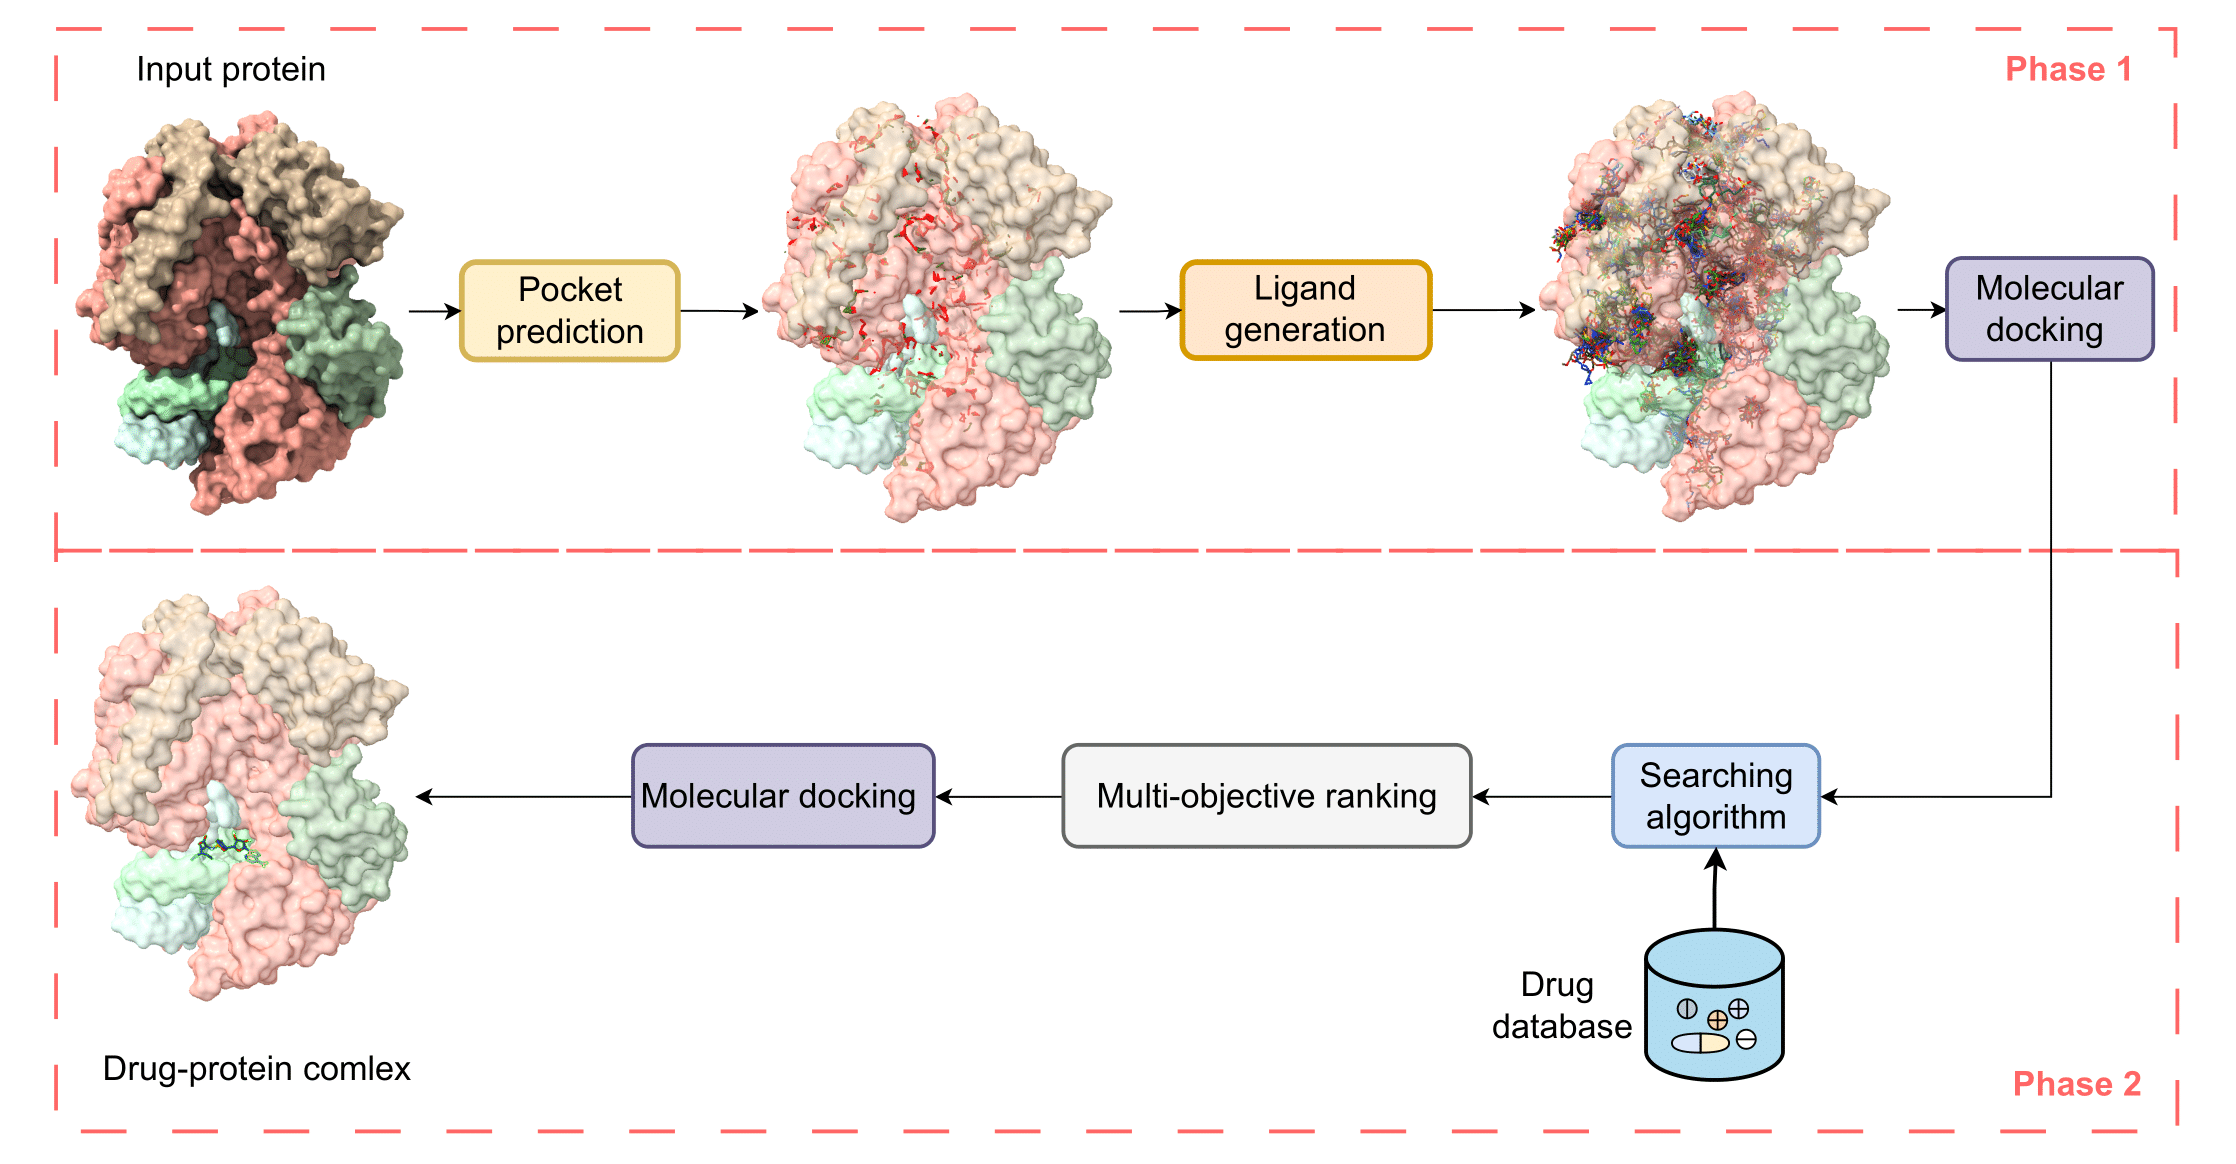 Input protein
Phase 1
Pocket
prediction
Ligand
generation
Molecular
docking
Molecular docking
Multi-objective ranking
Searching
algorithm
Drug
database
Drug-protein comlex
Phase 2